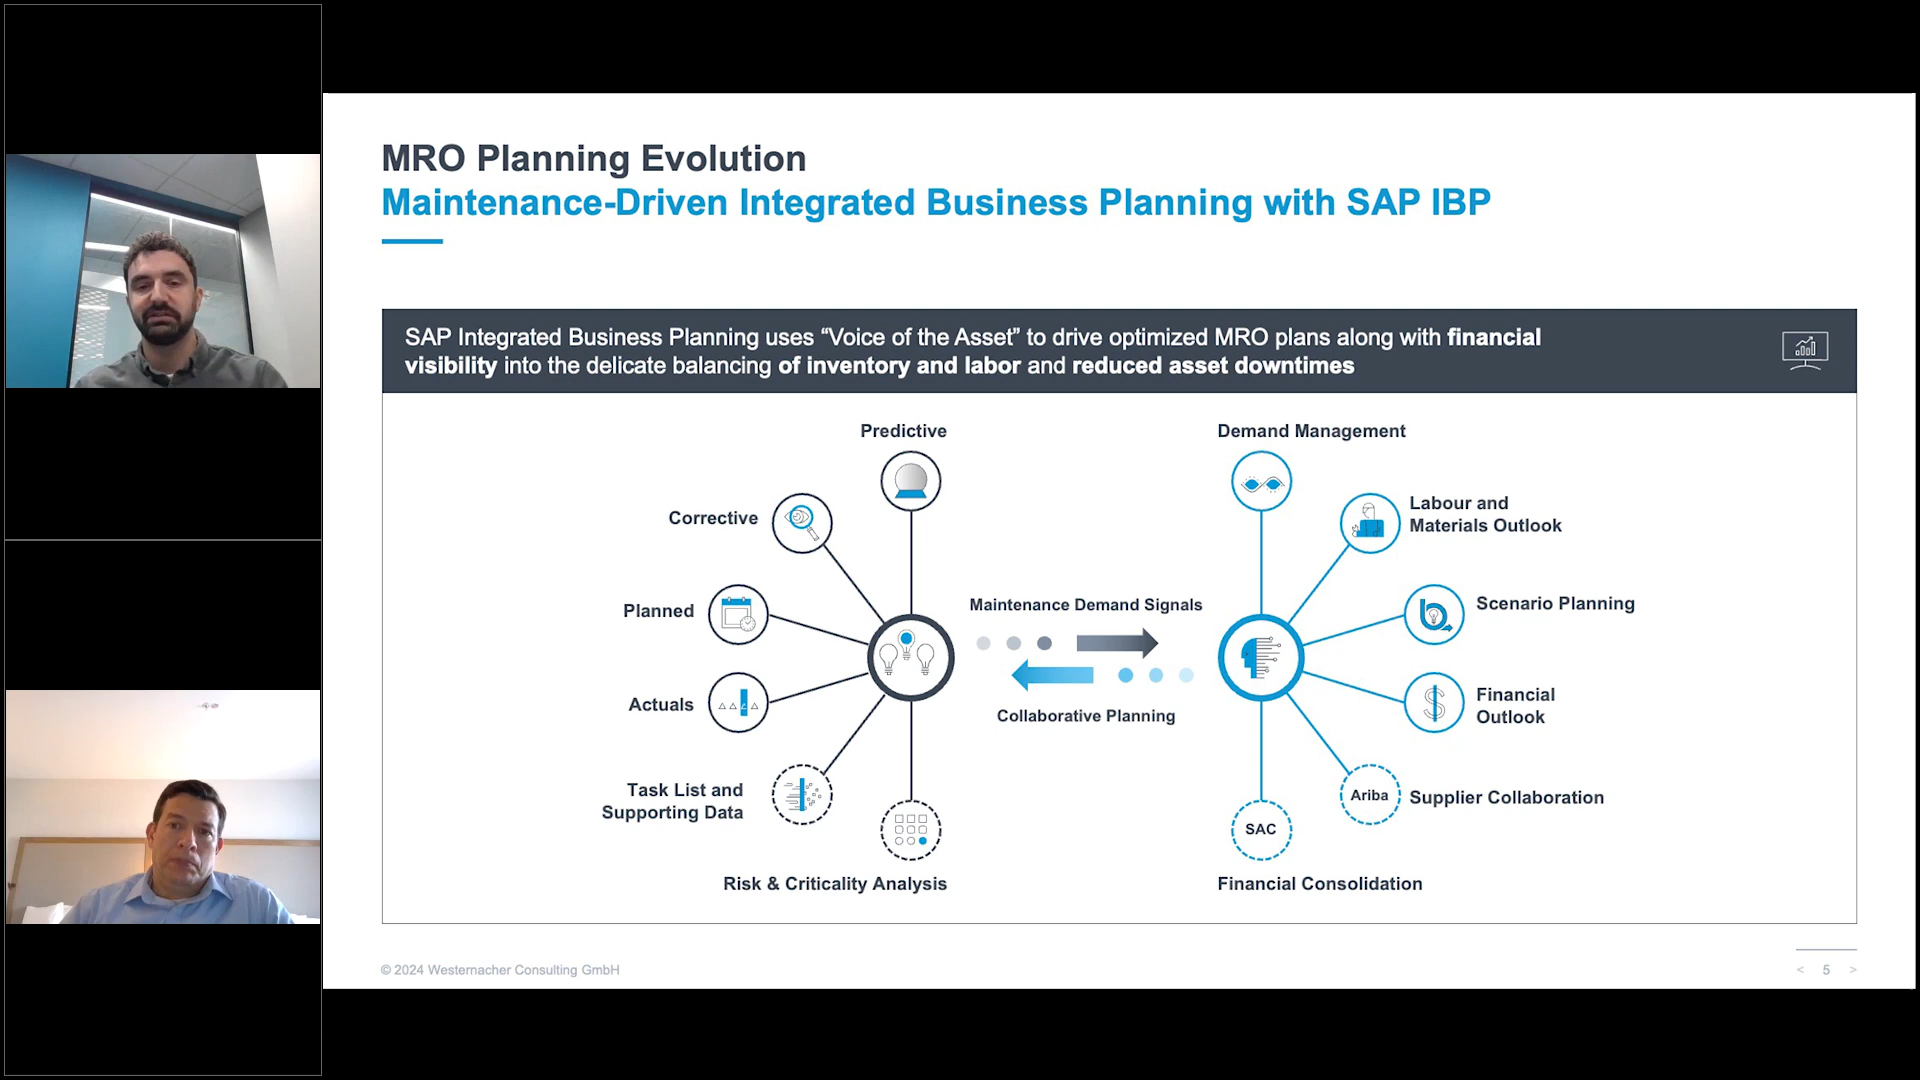 MRO Planning Evolution
Maintenance-Driven Integrated Business Planning with SAP IBP
SAP Integrated Business Planning uses “Voice of the Asset” to drive optimized MRO plans along with financial
visibility into the delicate balancing of inventory and labor and reduced asset downtimes
Predictive
Corrective
Planned
Actuals
Task List and
Supporting Data
Risk & Criticality Analysis
Maintenance Demand Signals
Collaborative Planning
Demand Management
Labour and
Materials Outlook
Scenario Planning
Financial
Outlook
Ariba
Supplier Collaboration
SAC
Financial Consolidation
© 2024 Westernacher Consulting GmbH
< 5 >